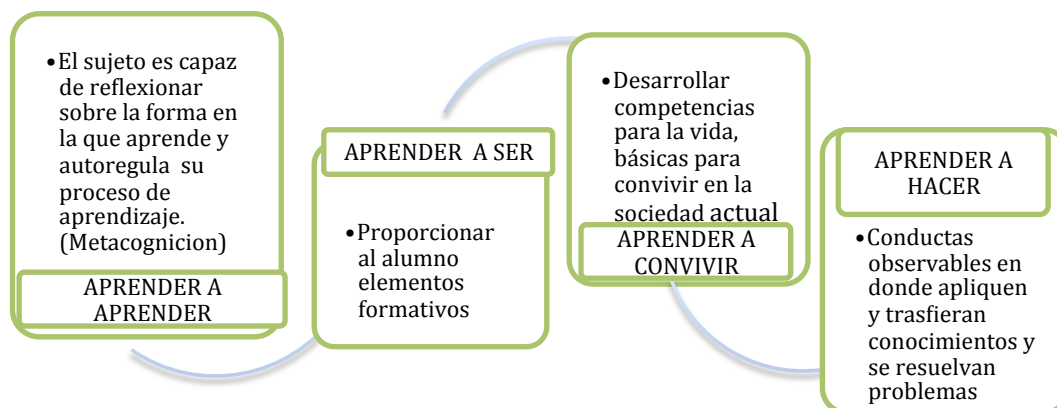 •El sujeto es capaz
de reflexionar
sobre la forma en
la que aprende y
autoregula su
proceso de
aprendizaje.
(Metacognicion)
APRENDER A
APRENDER
APRENDER A SER
•Proporcionar
al alumno
elementos
formativos
•Desarrollar
competencias
para la vida,
básicas para
convivir en la
sociedad actual
APRENDER A
CONVIVIR
APRENDER A
HACER
•Conductas
observables en
donde apliquen
y trasfieran
conocimientos y
se resuelvan
problemas